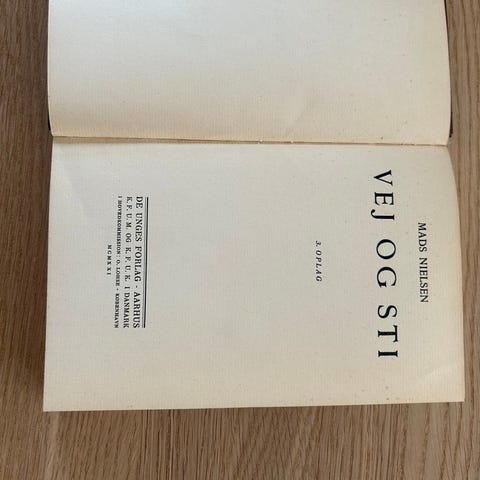 MADS NIELSEN
VEJ OG STI
3. OPLAG
DE UNGES FORLAG - AARHUS
K. F. U. M. OG K. F. U. K. I DANMARK
I HOVEDKOMMISSION: O. LOHSE - KØBENHAVN
MCMXXI